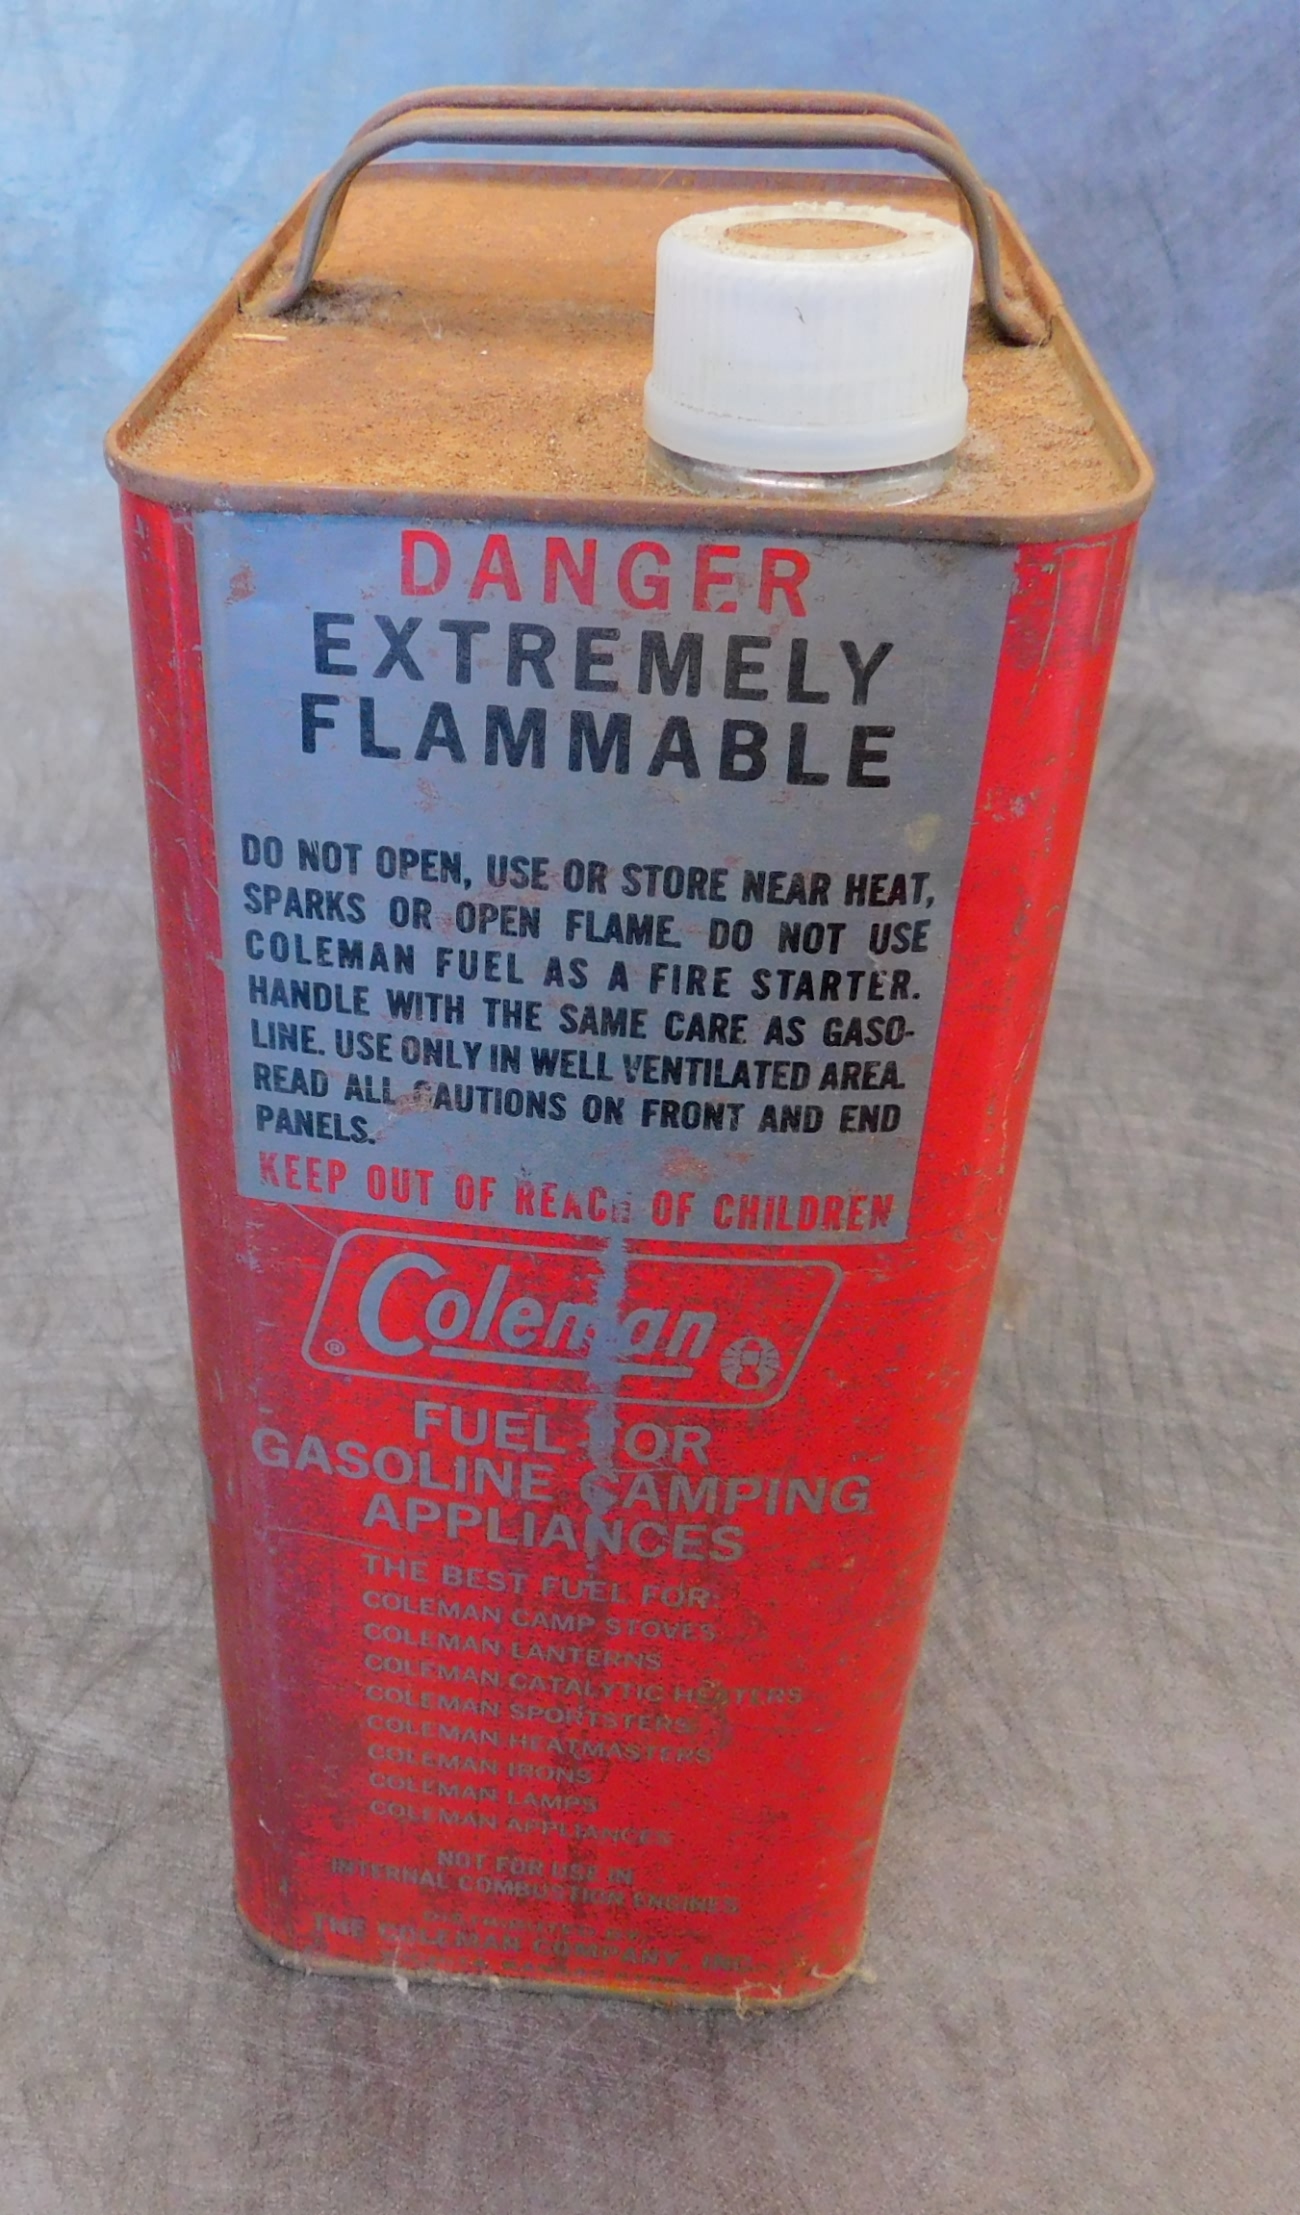 DANGER
EXTREMELY
FLAMMABLE
DO NOT OPEN, USE OR STORE NEAR HEAT,
SPARKS OR OPEN FLAME. DO NOT USE
COLEMAN FUEL AS A FIRE STARTER.
HANDLE WITH THE SAME CARE AS GASO-
LINE. USE ONLY IN WELL VENTILATED AREA.
READ ALL CAUTIONS ON FRONT AND END
PANELS.
KEEP OUT OF REACH OF CHILDREN
® Coleman
FUEL FOR
GASOLINE CAMPING
APPLIANCES
THE BEST FUEL FOR:
COLEMAN CAMP STOVES
COLEMAN LANTERNS
COLEMAN CATALYTIC HEATERS
COLEMAN SPORTSTERS
COLEMAN HEATMASTERS
COLEMAN IRONS
COLEMAN LAMPS
COLEMAN APPLIANCES
NOT FOR USE IN
INTERNAL COMBUSTION ENGINES
DISTRIBUTED BY
THE COLEMAN COMPANY, INC.